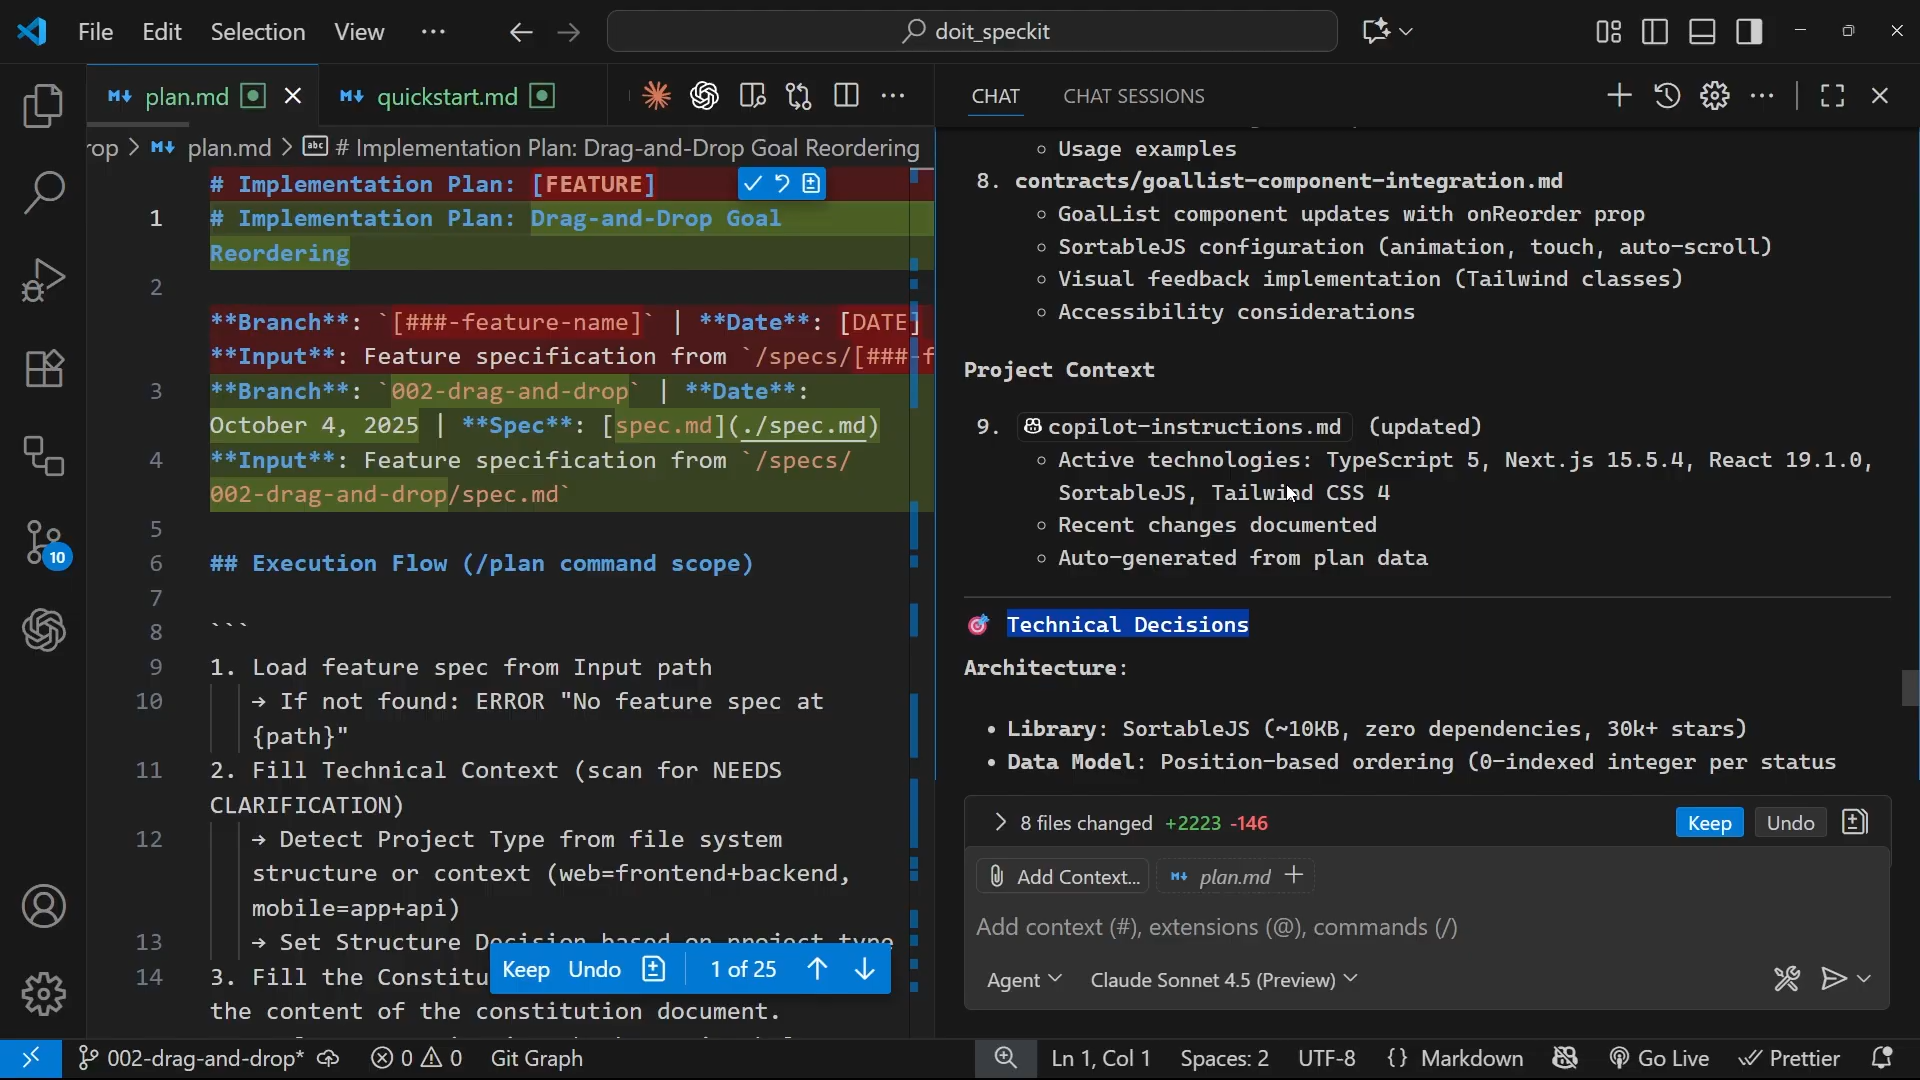 File Edit Selection View ···
doit_speckit
plan.md
quickstart.md
rop > plan.md > # Implementation Plan: Drag-and-Drop Goal Reordering
# Implementation Plan: [FEATURE]
1 # Implementation Plan: Drag-and-Drop Goal
Reordering
2
**Branch**: `[###-feature-name]` | **Date**: [DATE]
**Input**: Feature specification from `/specs/[###-f
3 **Branch**: `002-drag-and-drop` | **Date**:
October 4, 2025 | **Spec**: [spec.md](./spec.md)
4 **Input**: Feature specification from `/specs/
002-drag-and-drop/spec.md`
5
6 ## Execution Flow (/plan command scope)
7
8 ```
9 1. Load feature spec from Input path
10 → If not found: ERROR "No feature spec at
{path}"
11 2. Fill Technical Context (scan for NEEDS
CLARIFICATION)
12 → Detect Project Type from file system
structure or context (web=frontend+backend,
mobile=app+api)
13 → Set Structure Decision based on project type
14 3. Fill the Constitu
the content of the constitution document.
Keep Undo 1 of 25
10
CHAT CHAT SESSIONS
◦ Usage examples
8. contracts/goallist-component-integration.md
◦ GoalList component updates with onReorder prop
◦ SortableJS configuration (animation, touch, auto-scroll)
◦ Visual feedback implementation (Tailwind classes)
◦ Accessibility considerations
Project Context
9. copilot-instructions.md (updated)
◦ Active technologies: TypeScript 5, Next.js 15.5.4, React 19.1.0,
SortableJS, Tailwind CSS 4
◦ Recent changes documented
◦ Auto-generated from plan data
🎯 Technical Decisions
Architecture:
• Library: SortableJS (~10KB, zero dependencies, 30k+ stars)
• Data Model: Position-based ordering (0-indexed integer per status
8 files changed +2223 -146
Keep Undo
Add Context... plan.md +
Add context (#), extensions (@), commands (/)
Agent Claude Sonnet 4.5 (Preview)
002-drag-and-drop* 0 0 Git Graph Ln 1, Col 1 Spaces: 2 UTF-8 {} Markdown Go Live Prettier